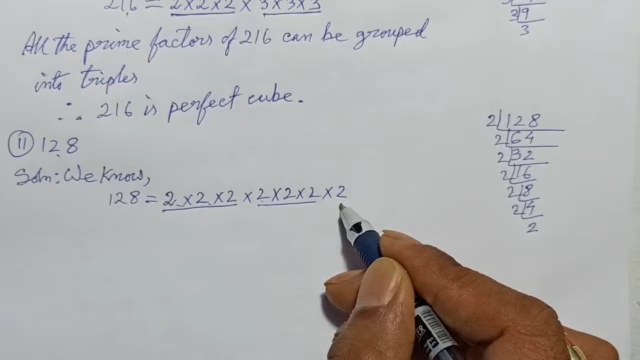 216 = 2×2×2 × 3×3×3
3 9
3
All the prime factors of 216 can be grouped
into triples
∴ 216 is perfect cube.
(ii) 128
Soln: We Know,
128 = 2×2×2 × 2×2×2 × 2
2 128
2 64
2 32
2 16
2 8
2 4
2